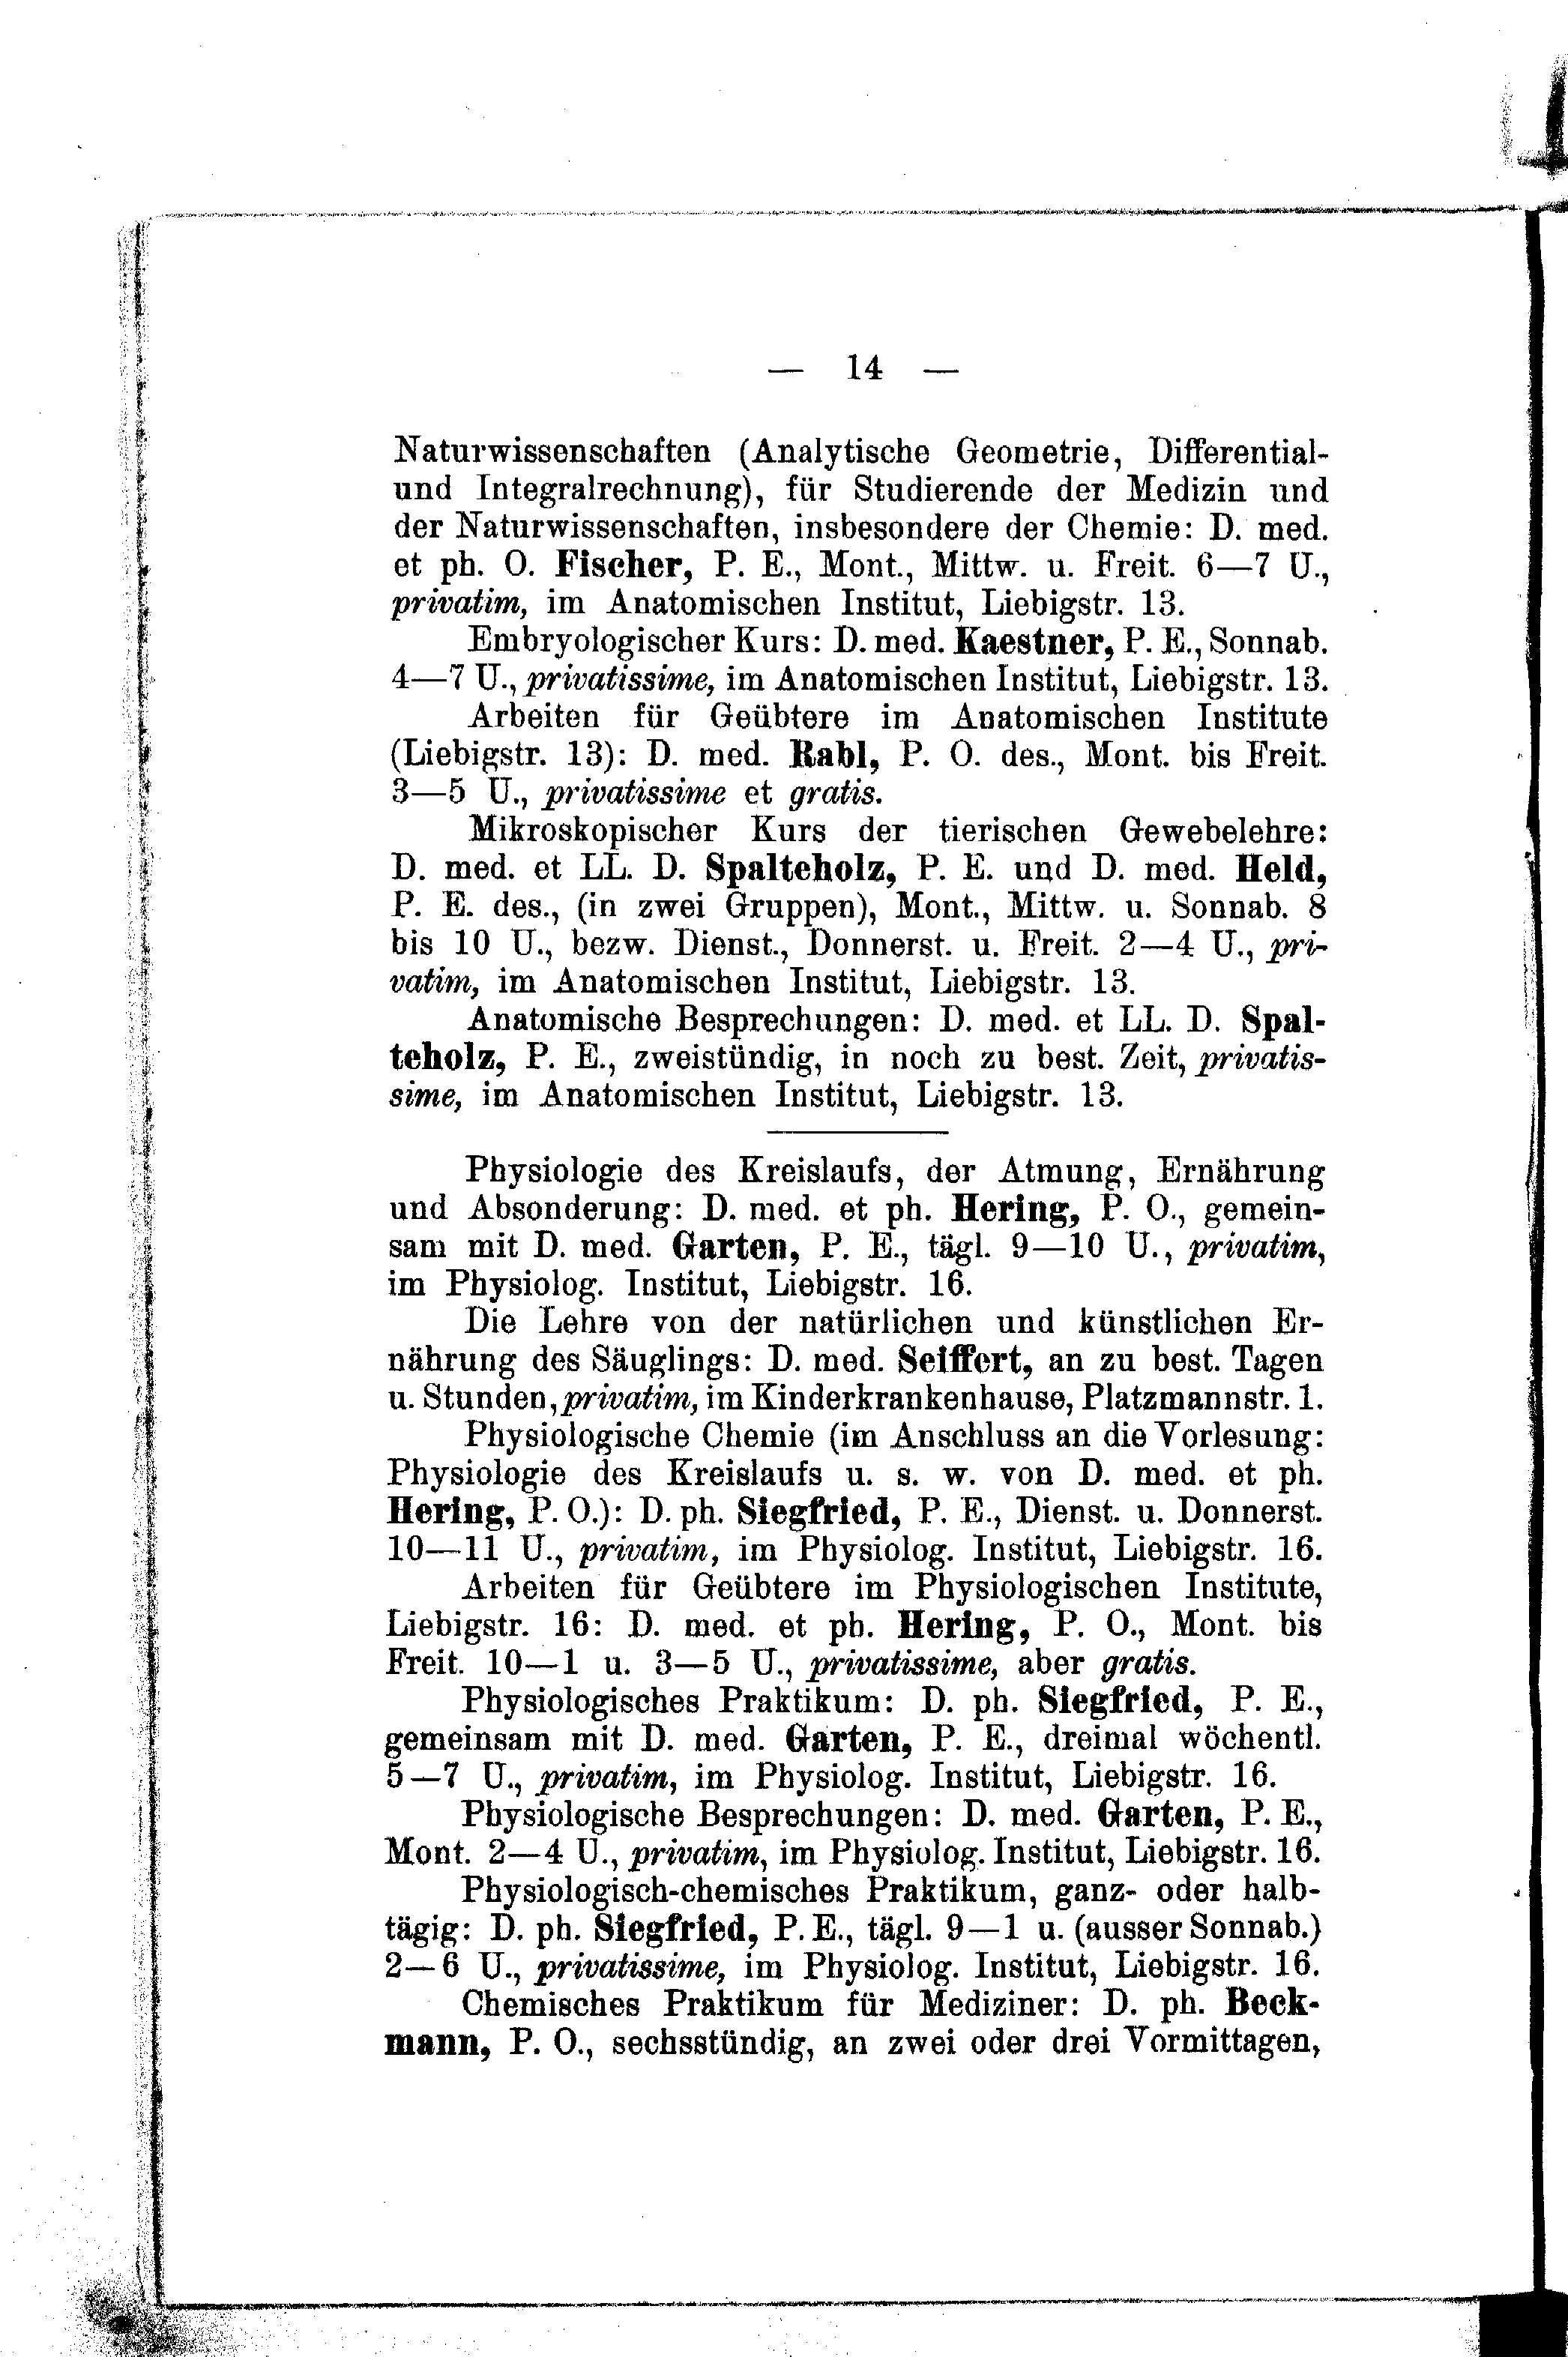 — 14 —
Naturwissenschaften (Analytische Geometrie, Differential-
und Integralrechnung), für Studierende der Medizin und
der Naturwissenschaften, insbesondere der Chemie: D. med.
et ph. O. Fischer, P. E., Mont., Mittw. u. Freit. 6—7 U.,
privatim, im Anatomischen Institut, Liebigstr. 13.
Embryologischer Kurs: D. med. Kaestner, P. E., Sonnab.
4—7 U., privatissime, im Anatomischen Institut, Liebigstr. 13.
Arbeiten für Geübtere im Anatomischen Institute
(Liebigstr. 13): D. med. Rabl, P. O. des., Mont. bis Freit.
3—5 U., privatissime et gratis.
Mikroskopischer Kurs der tierischen Gewebelehre:
D. med. et LL. D. Spalteholz, P. E. und D. med. Held,
P. E. des., (in zwei Gruppen), Mont., Mittw. u. Sonnab. 8
bis 10 U., bezw. Dienst., Donnerst. u. Freit. 2—4 U., pri-
vatim, im Anatomischen Institut, Liebigstr. 13.
Anatomische Besprechungen: D. med. et LL. D. Spal-
teholz, P. E., zweistündig, in noch zu best. Zeit, privatis-
sime, im Anatomischen Institut, Liebigstr. 13.
Physiologie des Kreislaufs, der Atmung, Ernährung
und Absonderung: D. med. et ph. Hering, P. O., gemein-
sam mit D. med. Garten, P. E., tägl. 9—10 U., privatim,
im Physiolog. Institut, Liebigstr. 16.
Die Lehre von der natürlichen und künstlichen Er-
nährung des Säuglings: D. med. Seiffert, an zu best. Tagen
u. Stunden, privatim, im Kinderkrankenhause, Platzmannstr. 1.
Physiologische Chemie (im Anschluss an die Vorlesung:
Physiologie des Kreislaufs u. s. w. von D. med. et ph.
Hering, P. O.): D. ph. Siegfried, P. E., Dienst. u. Donnerst.
10—11 U., privatim, im Physiolog. Institut, Liebigstr. 16.
Arbeiten für Geübtere im Physiologischen Institute,
Liebigstr. 16: D. med. et ph. Hering, P. O., Mont. bis
Freit. 10—1 u. 3—5 U., privatissime, aber gratis.
Physiologisches Praktikum: D. ph. Siegfried, P. E.,
gemeinsam mit D. med. Garten, P. E., dreimal wöchentl.
5—7 U., privatim, im Physiolog. Institut, Liebigstr. 16.
Physiologische Besprechungen: D. med. Garten, P. E.,
Mont. 2—4 U., privatim, im Physiolog. Institut, Liebigstr. 16.
Physiologisch-chemisches Praktikum, ganz- oder halb-
tägig: D. ph. Siegfried, P. E., tägl. 9—1 u. (ausser Sonnab.)
2—6 U., privatissime, im Physiolog. Institut, Liebigstr. 16.
Chemisches Praktikum für Mediziner: D. ph. Beck-
mann, P. O., sechsstündig, an zwei oder drei Vormittagen,